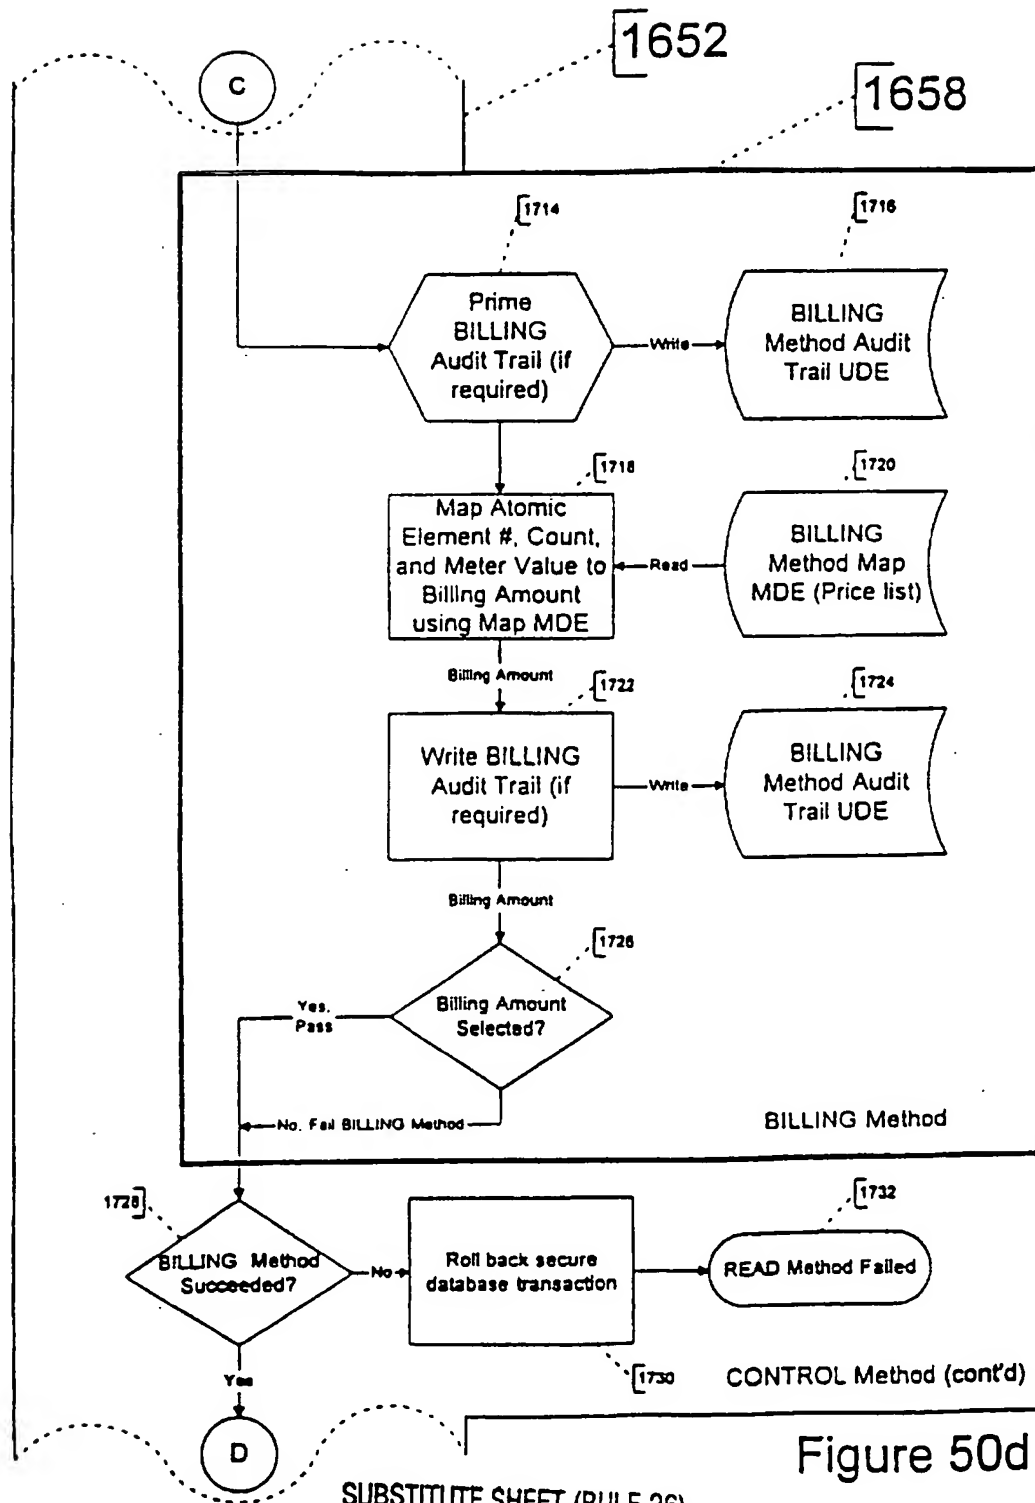 1652
C
1658
1714
1716
Prime
BILLING
Audit Trail (if
required)
Write
BILLING
Method Audit
Trail UDE
1718
1720
Map Atomic
Element #, Count,
and Meter Value to
Billing Amount
using Map MDE
Read
BILLING
Method Map
MDE (Price list)
Billing Amount
1722
1724
Write BILLING
Audit Trail (if
required)
Write
BILLING
Method Audit
Trail UDE
Billing Amount
1726
Yes,
Pass
Billing Amount
Selected?
No, Fail BILLING Method
BILLING Method
1728
1732
BILLING Method
Succeeded?
No
Roll back secure
database transaction
READ Method Failed
Yes
1730
CONTROL Method (cont'd)
D
Figure 50d
SUBSTITUTE SHEET (RULE 26)